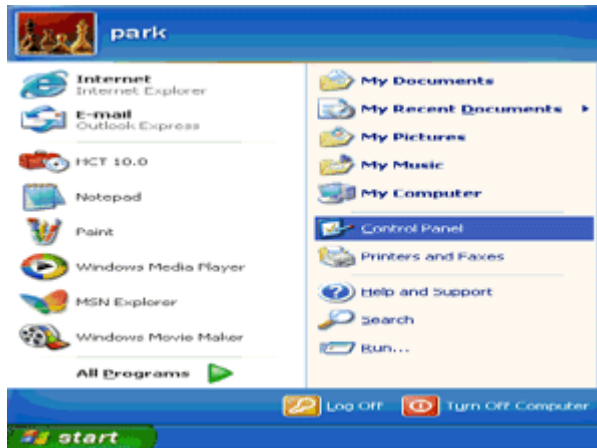 park
Internet
Internet Explorer
E-mail
Outlook Express
HCT 10.0
Notepad
Paint
Windows Media Player
MSN Explorer
Windows Movie Maker
All Programs
My Documents
My Recent Documents
My Pictures
My Music
My Computer
Control Panel
Printers and Faxes
Help and Support
Search
Run...
Log Off
Turn Off Computer
start